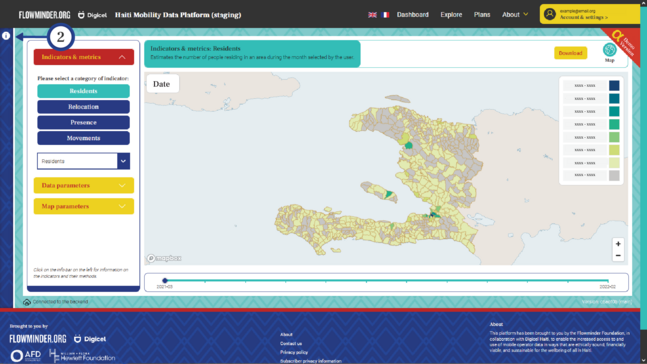 FLOWMINDER.ORG Digicel Haiti Mobility Data Platform (staging)
Dashboard Explore Plans About
example@email.org
Account & settings >
2
α Demo Version
Indicators & metrics
Please select a category of indicator:
Residents
Relocation
Presence
Movements
Residents
Data parameters
Map parameters
Click on the infobar on the left for information on
the indicators and their methods.
Indicators & metrics: Residents
Estimates the number of people residing in an area during the month selected by the user.
Download
Map
Date
xxxx - xxxx
xxxx - xxxx
xxxx - xxxx
xxxx - xxxx
xxxx - xxxx
xxxx - xxxx
xxxx - xxxx
xxxx - xxxx
mapbox
+
−
Connected to the backend
Brought to you by
FLOWMINDER.ORG Digicel
AFD Hewlett Foundation
About
Contact us
Privacy policy
Subscriber privacy information
About
This platform has been brought to you by the Flowminder Foundation, in
collaboration with Digicel Haiti, to enable the increased access to and
use of mobile operator data in ways that are ethically sound, financially
viable, and sustainable for the wellbeing of all in Haiti.